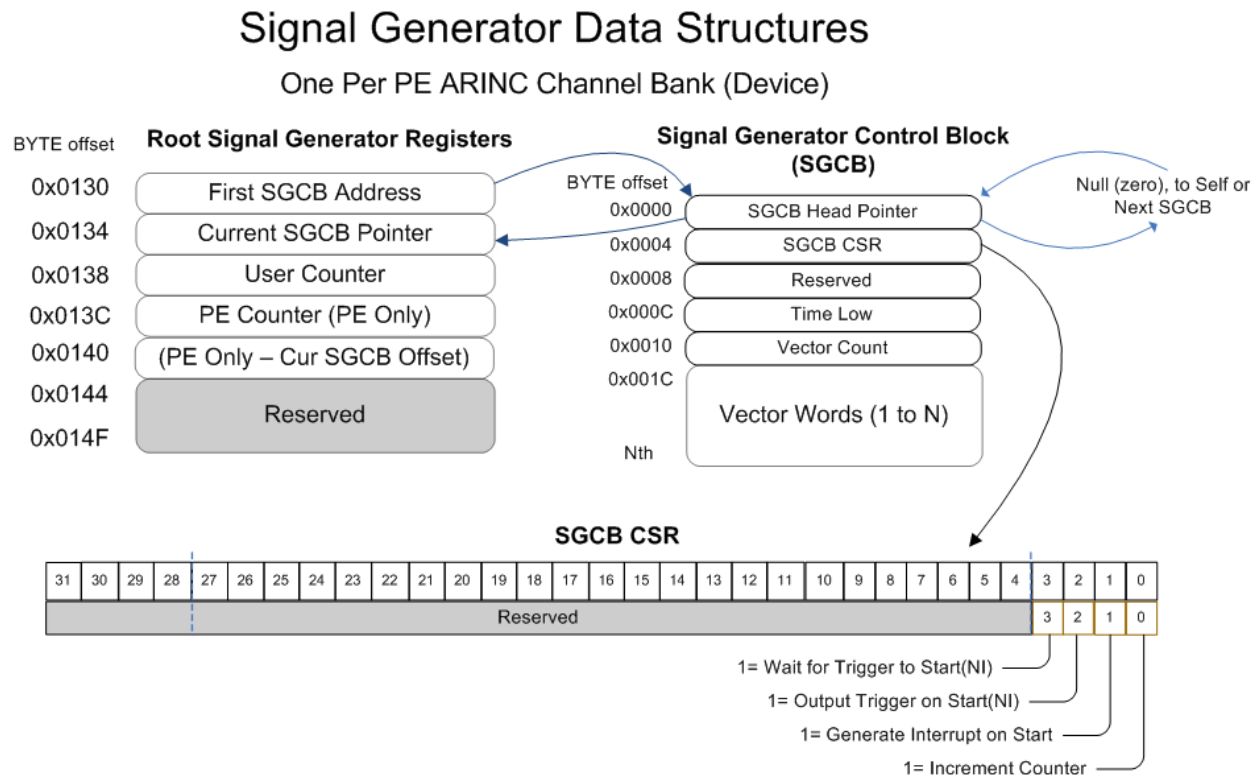 Signal Generator Data Structures
One Per PE ARINC Channel Bank (Device)
BYTE offset
Root Signal Generator Registers
0x0130
First SGCB Address
0x0134
Current SGCB Pointer
0x0138
User Counter
0x013C
PE Counter (PE Only)
0x0140
(PE Only – Cur SGCB Offset)
0x0144
Reserved
0x014F
Signal Generator Control Block
(SGCB)
BYTE offset
0x0000
SGCB Head Pointer
0x0004
SGCB CSR
0x0008
Reserved
0x000C
Time Low
0x0010
Vector Count
0x001C
Vector Words (1 to N)
Nth
Null (zero), to Self or
Next SGCB
SGCB CSR
31 30 29 28 27 26 25 24 23 22 21 20 19 18 17 16 15 14 13 12 11 10 9 8 7 6 5 4 3 2 1 0
Reserved 3 2 1 0
1= Wait for Trigger to Start(NI)
1= Output Trigger on Start(NI)
1= Generate Interrupt on Start
1= Increment Counter